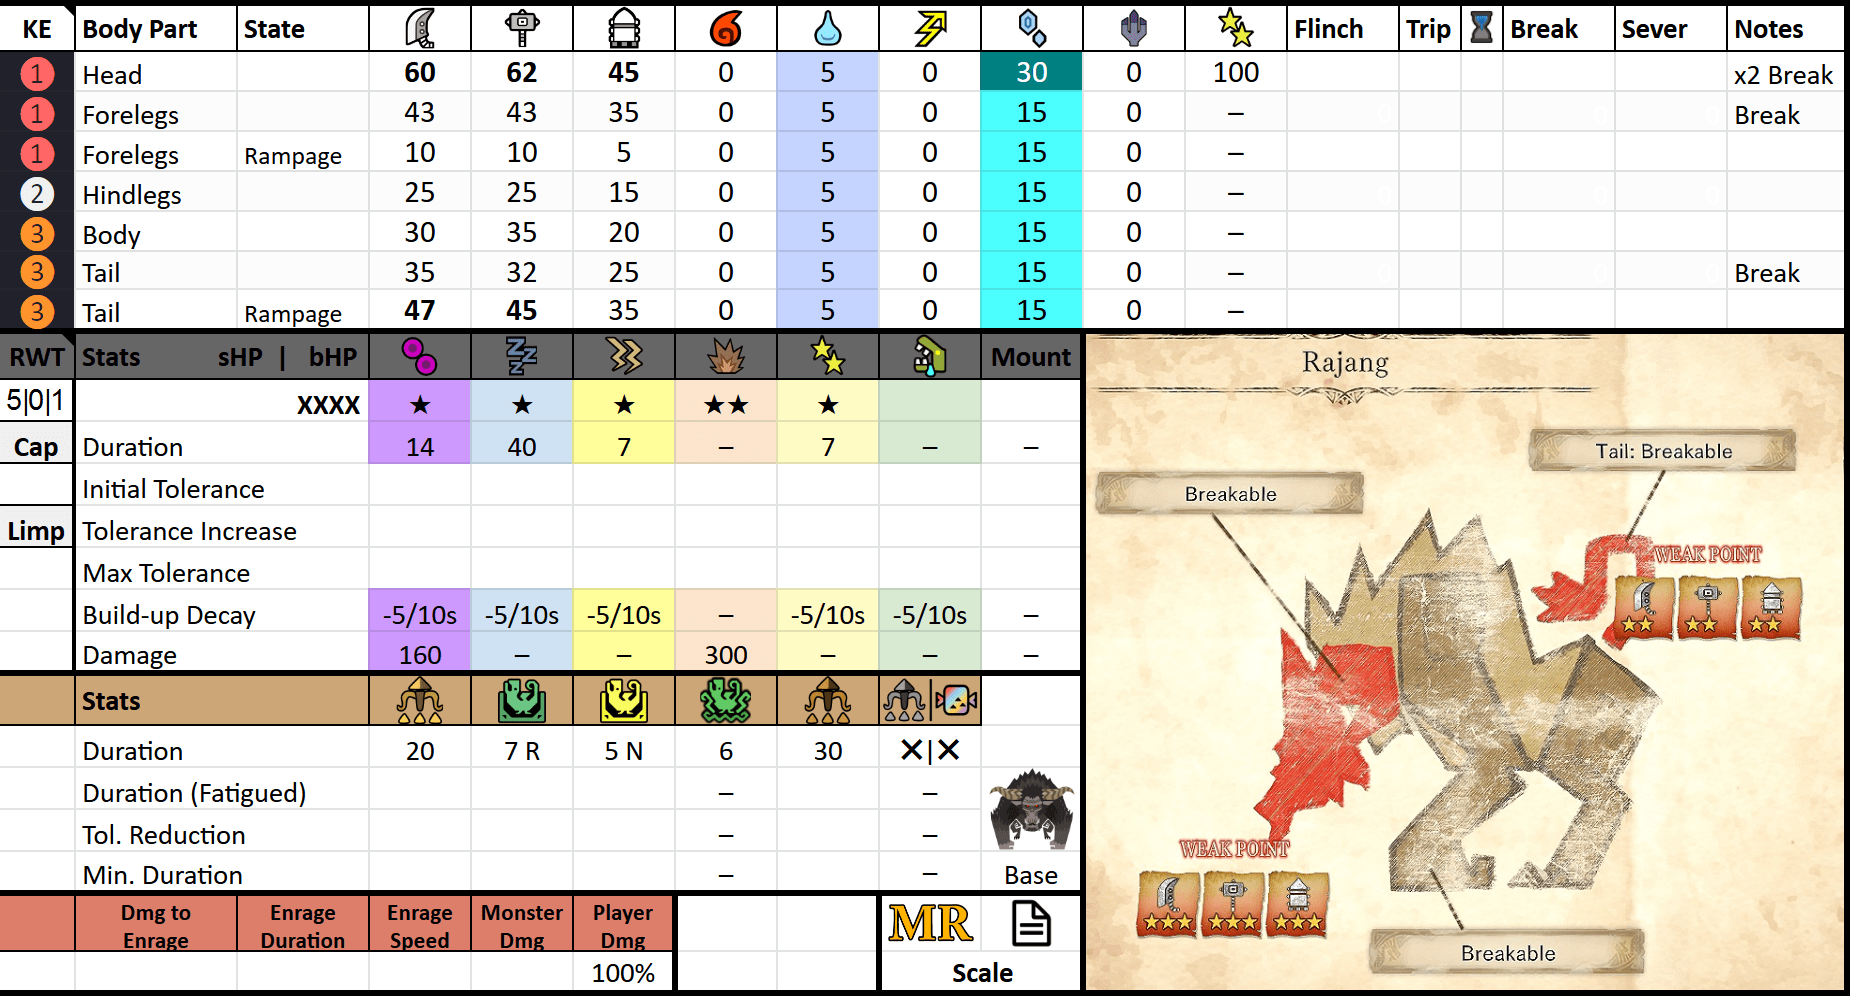 KE Body Part State Flinch Trip Break Sever Notes
1 Head 60 62 45 0 5 0 30 0 100 x2 Break
1 Forelegs 43 43 35 0 5 0 15 0 – Break
1 Forelegs Rampage 10 10 5 0 5 0 15 0 –
2 Hindlegs 25 25 15 0 5 0 15 0 –
3 Body 30 35 20 0 5 0 15 0 –
3 Tail 35 32 25 0 5 0 15 0 – Break
3 Tail Rampage 47 45 35 0 5 0 15 0 –
RWT Stats sHP | bHP Mount
5|0|1 XXXX ★ ★ ★ ★★ ★
Cap Duration 14 40 7 – 7 – –
Initial Tolerance
Limp Tolerance Increase
Max Tolerance
Build-up Decay -5/10s -5/10s -5/10s – -5/10s -5/10s –
Damage 160 – – 300 – – –
Stats
Duration 20 7 R 5 N 6 30 ✕|✕
Duration (Fatigued) – –
Tol. Reduction – –
Min. Duration – – Base
Dmg to Enrage Enrage Duration Enrage Speed Monster Dmg Player Dmg MR
100% Scale
Rajang
Tail: Breakable
Breakable
WEAK POINT
★★ ★★ ★★
WEAK POINT
★★★ ★★★ ★★★
Breakable